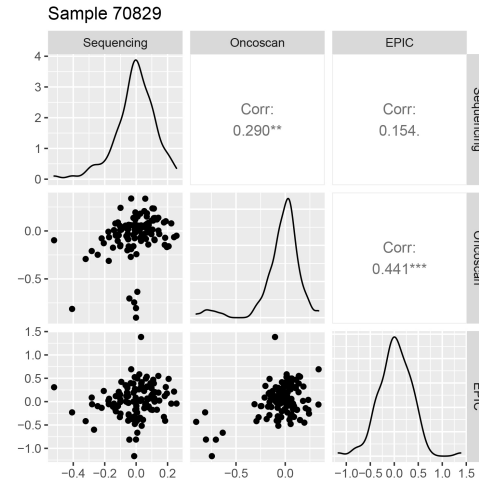 Sample 70829
Sequencing Oncoscan EPIC
4
3
2
1
0
Corr:
0.290**
Corr:
0.154.
Sequencing
0.0
−0.5
Corr:
0.441***
Oncoscan
1.5
1.0
0.5
0.0
−0.5
−1.0
EPIC
−0.4 −0.2 0.0 0.2 −0.5 0.0 −1.0 −0.5 0.0 0.5 1.0 1.5